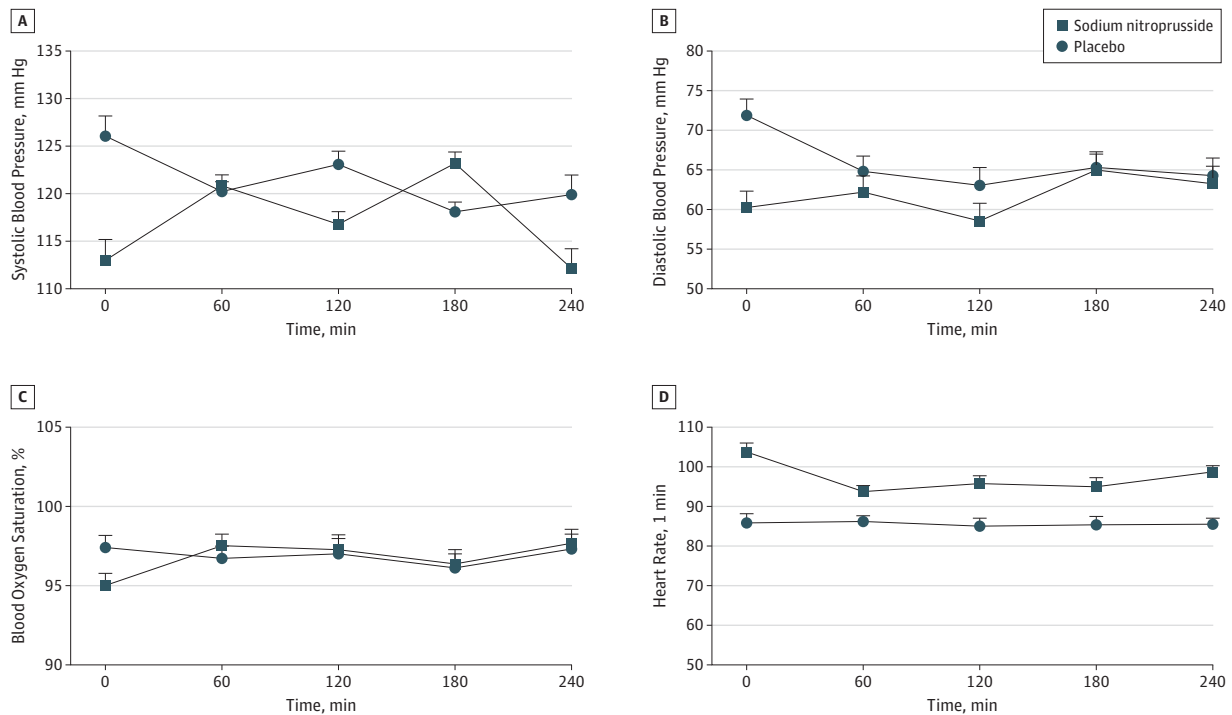 A
Systolic Blood Pressure, mm Hg
135
130
125
120
115
110
0 60 120 180 240
Time, min
B
Sodium nitroprusside
Placebo
Diastolic Blood Pressure, mm Hg
80
75
70
65
60
55
50
0 60 120 180 240
Time, min
C
Blood Oxygen Saturation, %
105
100
95
90
0 60 120 180 240
Time, min
D
Heart Rate, 1 min
110
100
90
80
70
60
50
0 60 120 180 240
Time, min